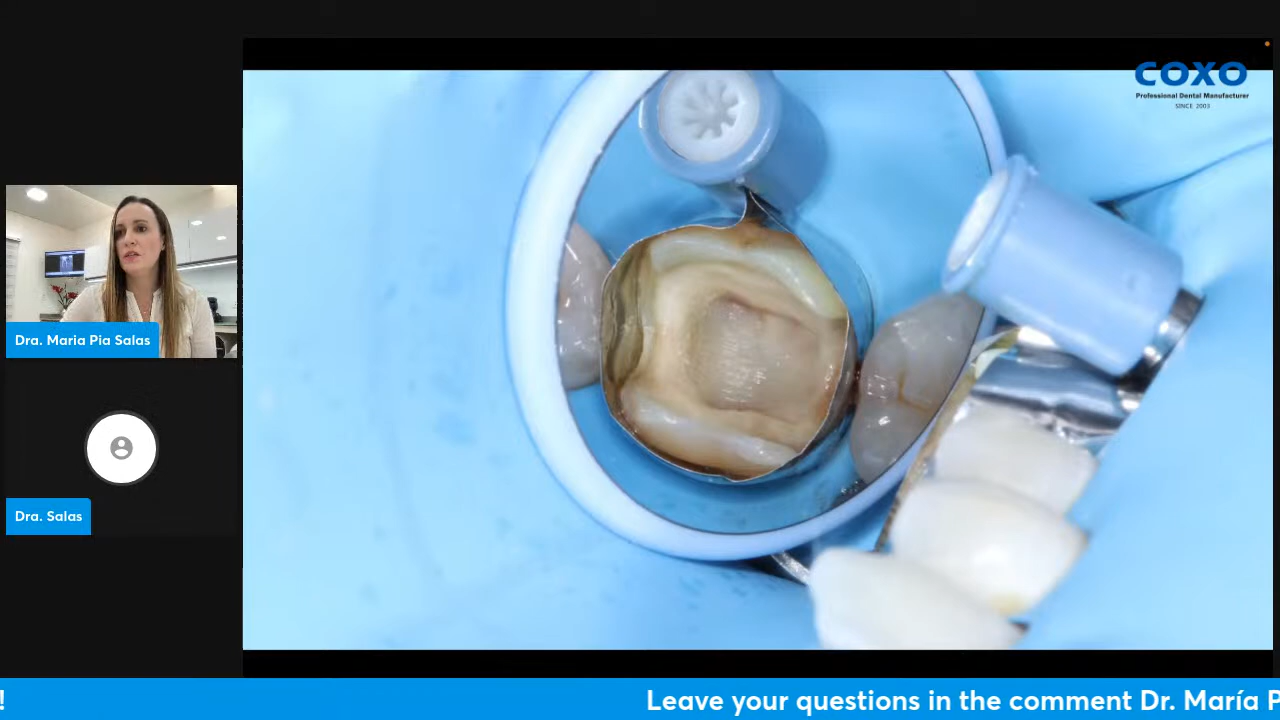 COXO
Professional Dental Manufacturer
SINCE 2003
Dra. Maria Pia Salas
Dra. Salas
! Leave your questions in the comment Dr. María P